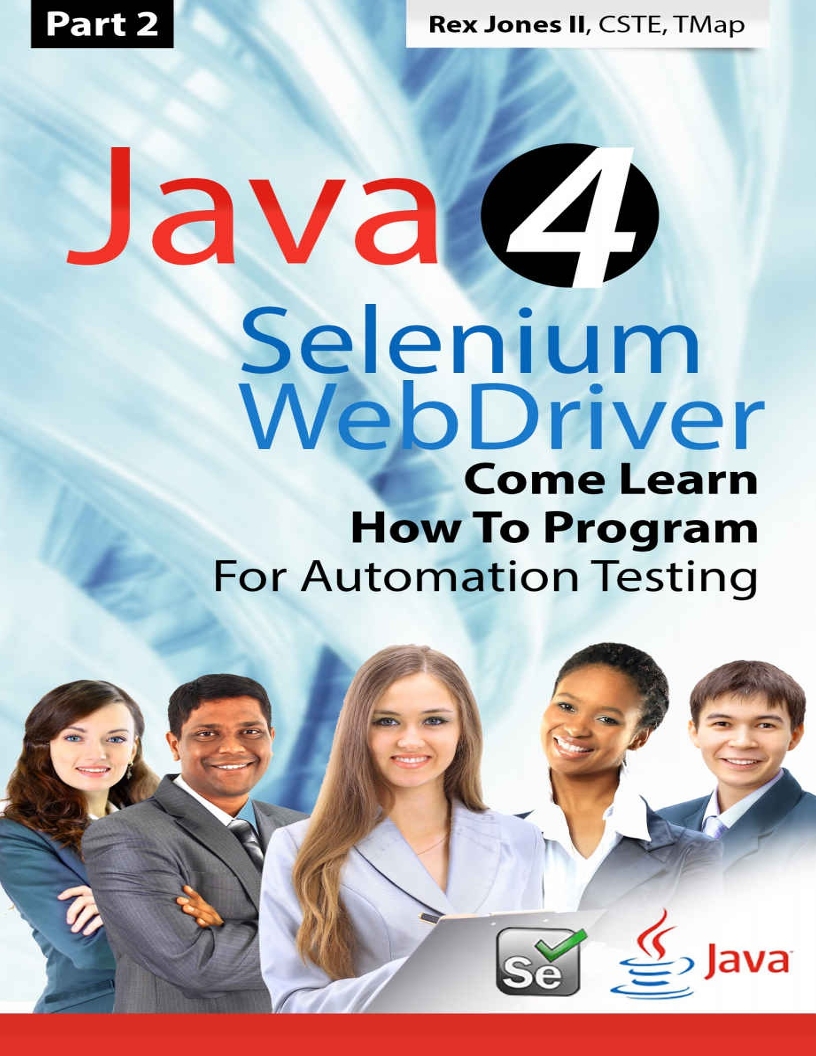 Part 2
Rex Jones II, CSTE, TMap
Java 4
Selenium
WebDriver
Come Learn
How To Program
For Automation Testing
Se
Java